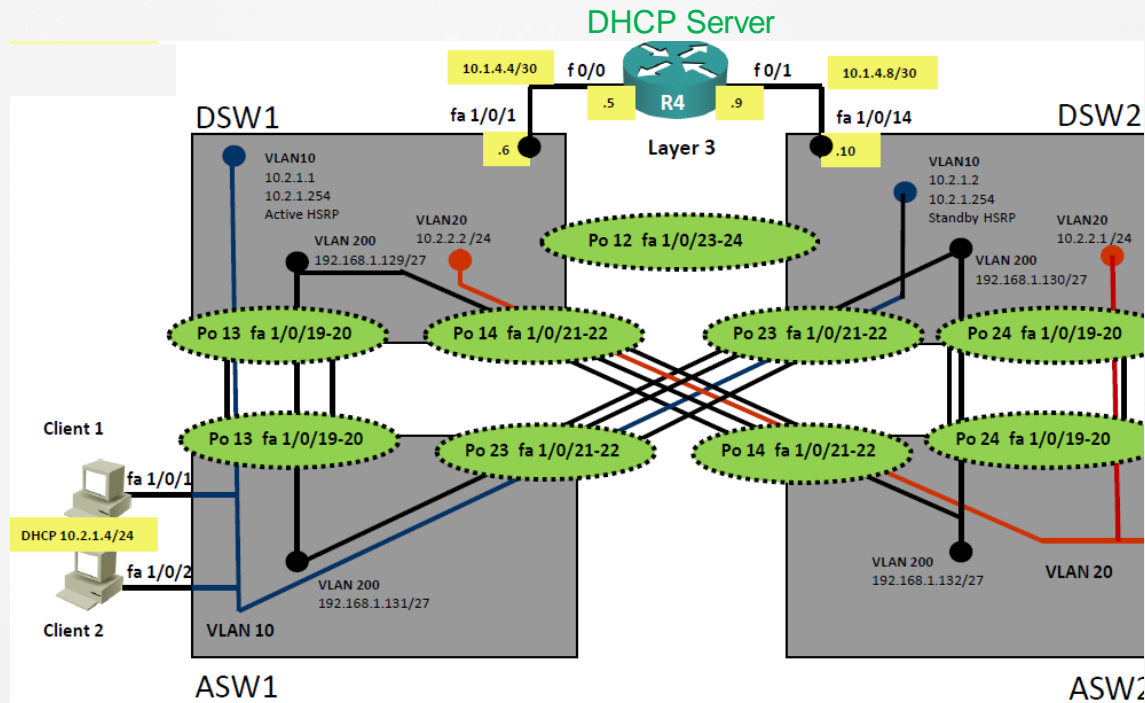 DHCP Server
10.1.4.4/30
f 0/0
f 0/1
10.1.4.8/30
.5
R4
.9
fa 1/0/1
fa 1/0/14
DSW1
DSW2
Layer 3
.6
.10
VLAN10
10.2.1.1
10.2.1.254
Active HSRP
VLAN 200
192.168.1.129/27
VLAN20
10.2.2.2 /24
Po 12 fa 1/0/23-24
VLAN10
10.2.1.2
10.2.1.254
Standby HSRP
VLAN 200
192.168.1.130/27
VLAN20
10.2.2.1 /24
Po 13 fa 1/0/19-20
Po 14 fa 1/0/21-22
Po 23 fa 1/0/21-22
Po 24 fa 1/0/19-20
Po 13 fa 1/0/19-20
Po 23 fa 1/0/21-22
Po 14 fa 1/0/21-22
Po 24 fa 1/0/19-20
Client 1
fa 1/0/1
DHCP 10.2.1.4/24
fa 1/0/2
Client 2
VLAN 200
192.168.1.131/27
VLAN 10
VLAN 200
192.168.1.132/27
VLAN 20
ASW1
ASW2